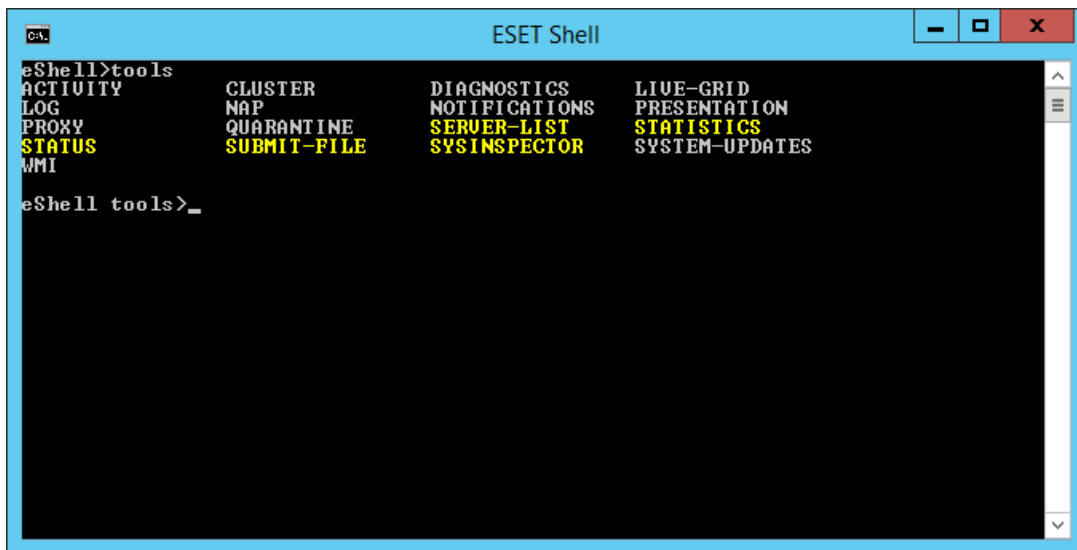 C:\.
ESET Shell
eShell>tools
ACTIVITY CLUSTER DIAGNOSTICS LIVE-GRID
LOG NAP NOTIFICATIONS PRESENTATION
PROXY QUARANTINE SERVER-LIST STATISTICS
STATUS SUBMIT-FILE SYSINSPECTOR SYSTEM-UPDATES
WMI
eShell tools>_